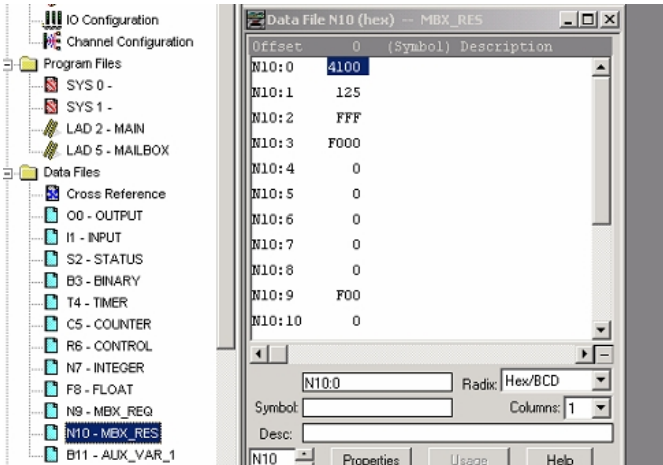 IO Configuration
Channel Configuration
Program Files
SYS 0 -
SYS 1 -
LAD 2 - MAIN
LAD 5 - MAILBOX
Data Files
Cross Reference
O0 - OUTPUT
I1 - INPUT
S2 - STATUS
B3 - BINARY
T4 - TIMER
C5 - COUNTER
R6 - CONTROL
N7 - INTEGER
F8 - FLOAT
N9 - MBX_REQ
N10 - MBX_RES
B11 - AUX_VAR_1
Data File N10 (hex) -- MBX_RES
Offset 0 (Symbol) Description
N10:0 4100
N10:1 125
N10:2 FFF
N10:3 F000
N10:4 0
N10:5 0
N10:6 0
N10:7 0
N10:8 0
N10:9 F00
N10:10 0
N10:0 Radix: Hex/BCD
Symbol: Columns: 1
Desc:
N10 Properties Usage Help